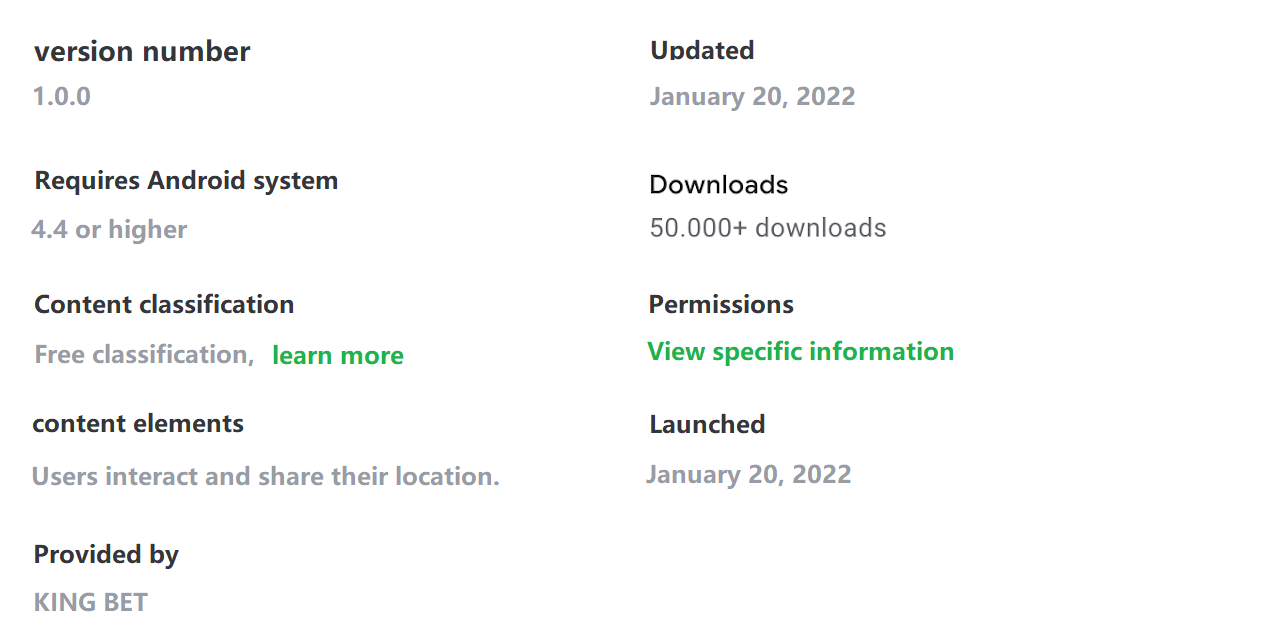 version number
1.0.0
Updated
January 20, 2022
Requires Android system
4.4 or higher
Downloads
50.000+ downloads
Content classification
Free classification, learn more
Permissions
View specific information
content elements
Users interact and share their location.
Launched
January 20, 2022
Provided by
KING BET